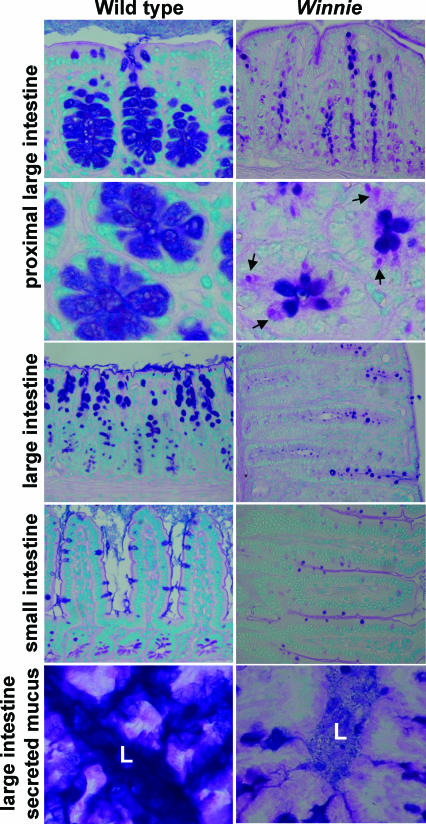 Wild type
Winnie
proximal large intestine
large intestine
small intestine
large intestine
secreted mucus
L
L